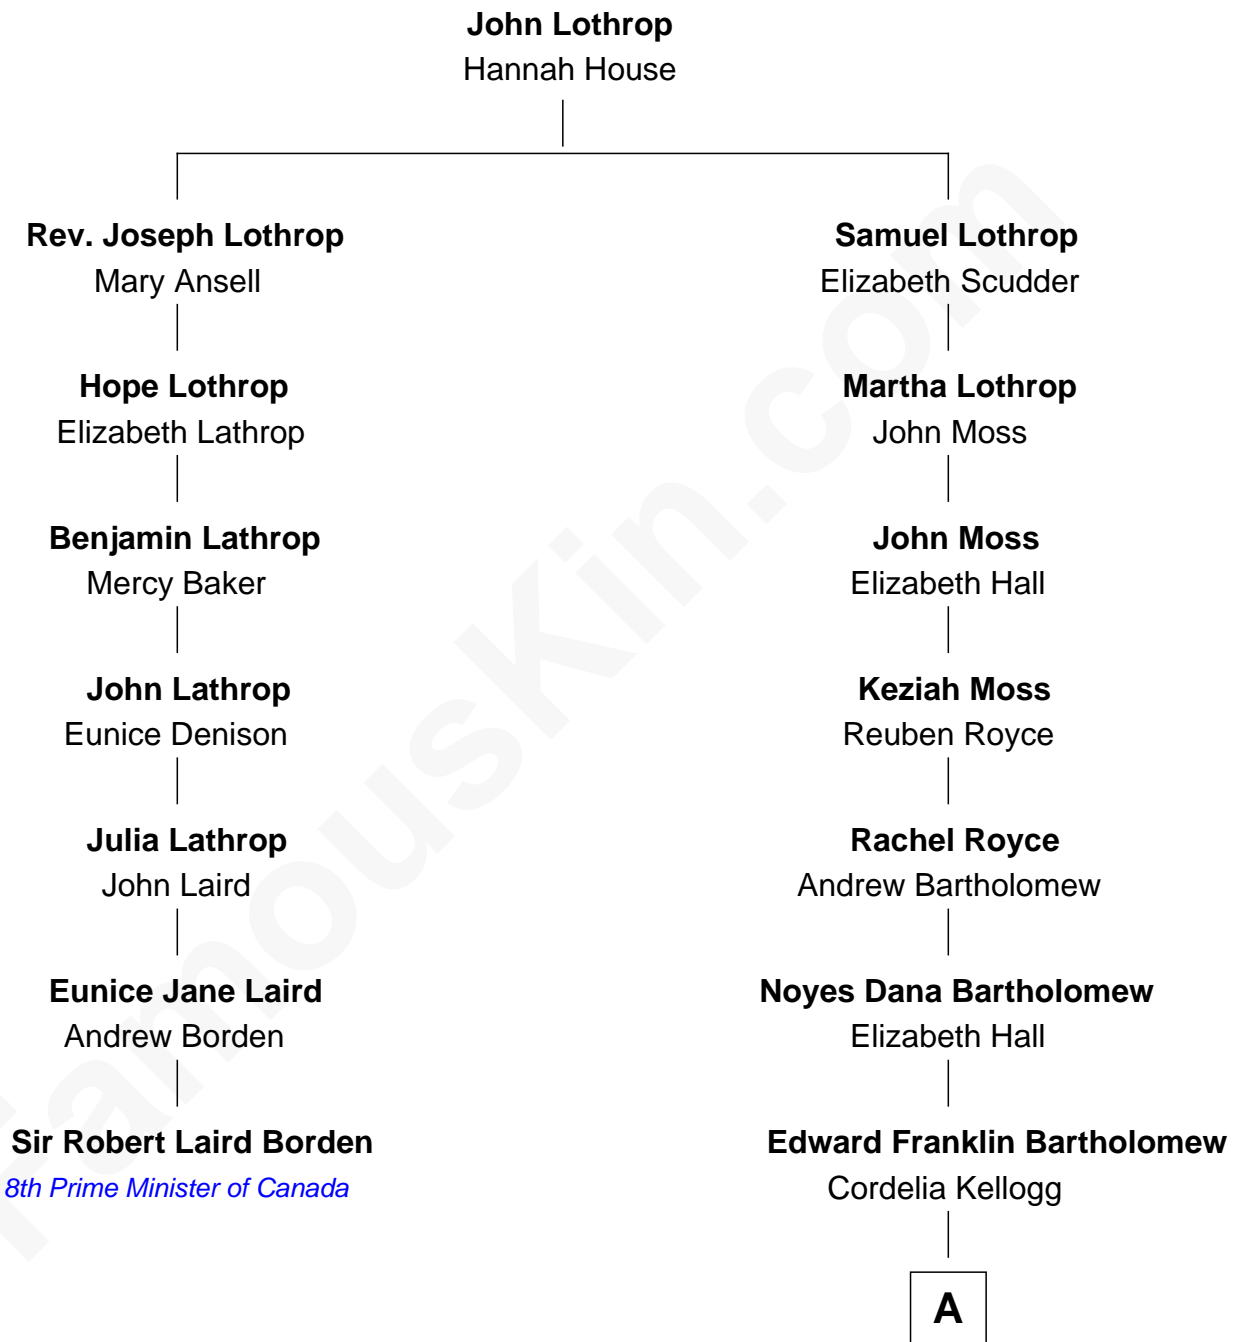 John Lothrop
Hannah House
Rev. Joseph Lothrop
Mary Ansell
Hope Lothrop
Elizabeth Lathrop
Benjamin Lathrop
Mercy Baker
John Lathrop
Eunice Denison
Julia Lathrop
John Laird
Eunice Jane Laird
Andrew Borden
Sir Robert Laird Borden
8th Prime Minister of Canada
Samuel Lothrop
Elizabeth Scudder
Martha Lothrop
John Moss
John Moss
Elizabeth Hall
Keziah Moss
Reuben Royce
Rachel Royce
Andrew Bartholomew
Noyes Dana Bartholomew
Elizabeth Hall
Edward Franklin Bartholomew
Cordelia Kellogg
A
FamousKin.com